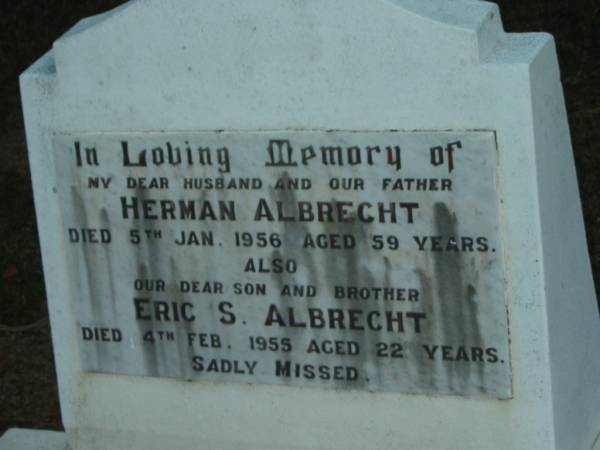 In Loving Memory of
MY DEAR HUSBAND AND OUR FATHER
HERMAN ALBRECHT
DIED 5TH JAN. 1956 AGED 59 YEARS.
ALSO
OUR DEAR SON AND BROTHER
ERIC S. ALBRECHT
DIED 4TH FEB. 1955 AGED 22 YEARS.
SADLY MISSED.